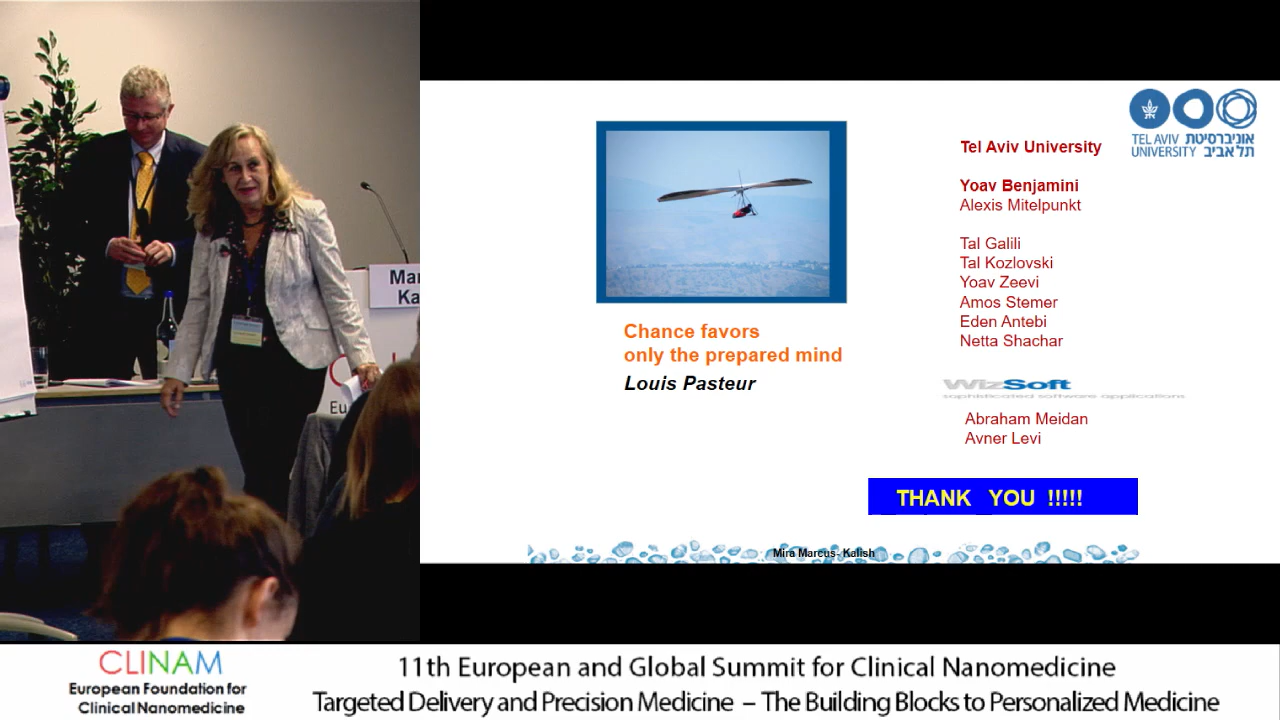 Mar
Ka
Eu
Chance favors
only the prepared mind
Louis Pasteur
Tel Aviv University
Yoav Benjamini
Alexis Mitelpunkt
Tal Galili
Tal Kozlovski
Yoav Zeevi
Amos Stemer
Eden Antebi
Netta Shachar
TEL AVIV אוניברסיטת
UNIVERSITY תל אביב
WizSoft
sophisticated software applications
Abraham Meidan
Avner Levi
THANK YOU !!!!!
Mira Marcus- Kalish
CLINAM
European Foundation for
Clinical Nanomedicine
11th European and Global Summit for Clinical Nanomedicine
Targeted Delivery and Precision Medicine – The Building Blocks to Personalized Medicine